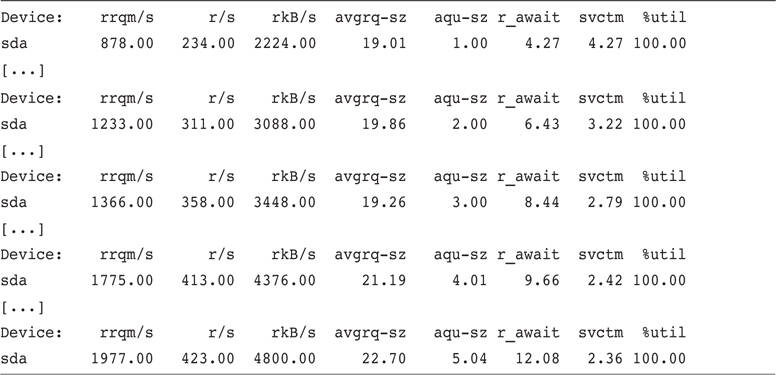 Device: rrqm/s r/s rkB/s avgrq-sz aqu-sz r_await svctm %util
sda 878.00 234.00 2224.00 19.01 1.00 4.27 4.27 100.00
[...]
Device: rrqm/s r/s rkB/s avgrq-sz aqu-sz r_await svctm %util
sda 1233.00 311.00 3088.00 19.86 2.00 6.43 3.22 100.00
[...]
Device: rrqm/s r/s rkB/s avgrq-sz aqu-sz r_await svctm %util
sda 1366.00 358.00 3448.00 19.26 3.00 8.44 2.79 100.00
[...]
Device: rrqm/s r/s rkB/s avgrq-sz aqu-sz r_await svctm %util
sda 1775.00 413.00 4376.00 21.19 4.01 9.66 2.42 100.00
[...]
Device: rrqm/s r/s rkB/s avgrq-sz aqu-sz r_await svctm %util
sda 1977.00 423.00 4800.00 22.70 5.04 12.08 2.36 100.00